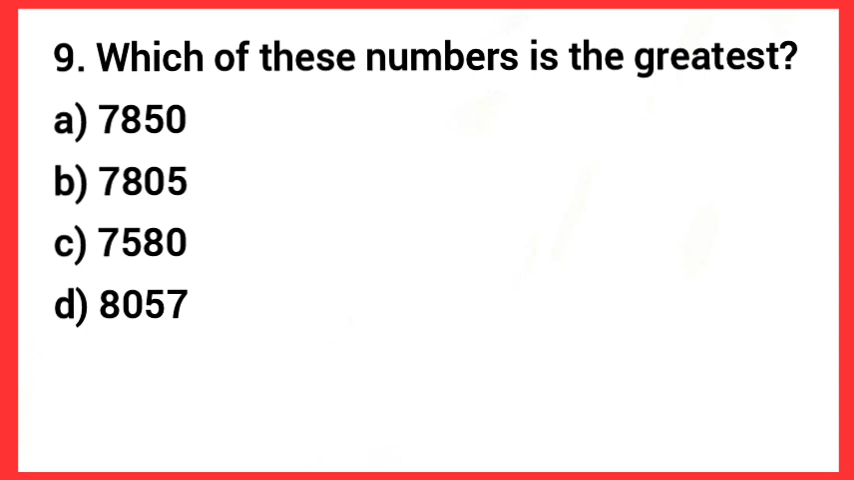 9. Which of these numbers is the greatest?
a) 7850
b) 7805
c) 7580
d) 8057